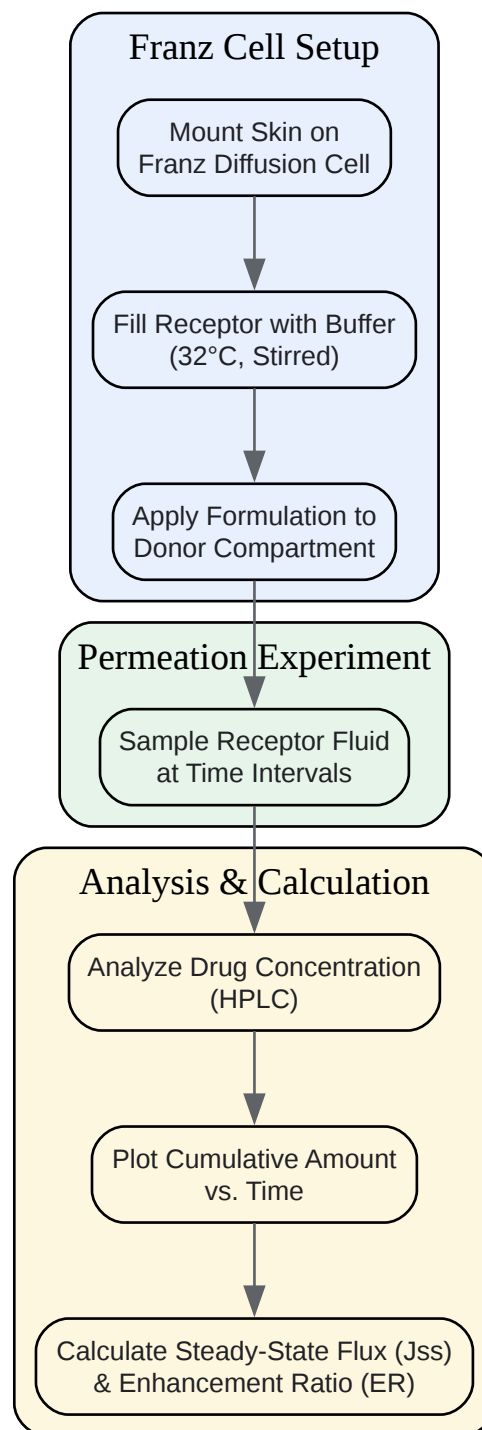 Franz Cell Setup
Mount Skin on
Franz Diffusion Cell
Fill Receptor with Buffer
(32°C, Stirred)
Apply Formulation to
Donor Compartment
Permeation Experiment
Sample Receptor Fluid
at Time Intervals
Analysis & Calculation
Analyze Drug Concentration
(HPLC)
Plot Cumulative Amount
vs. Time
Calculate Steady-State Flux (Jss)
& Enhancement Ratio (ER)